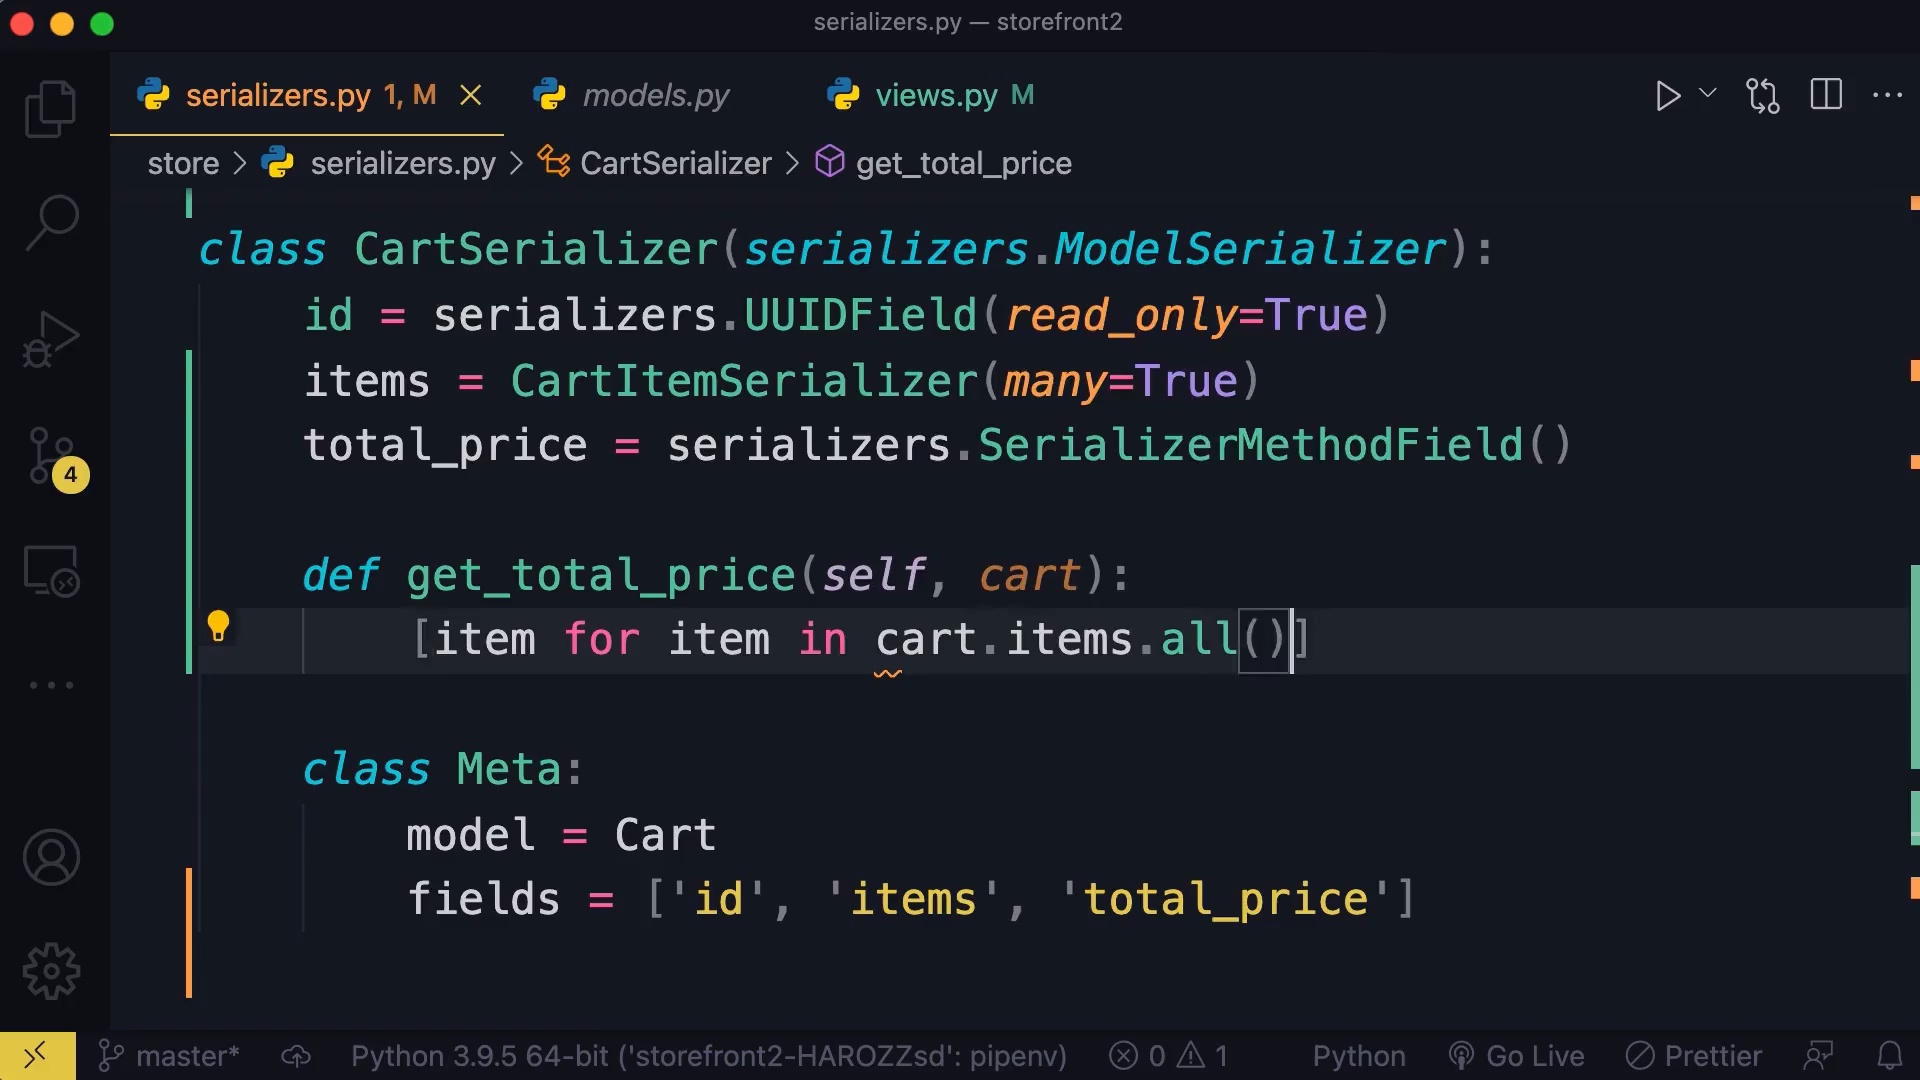 serializers.py — storefront2
serializers.py 1, M models.py views.py M
store > serializers.py > CartSerializer > get_total_price
class CartSerializer(serializers.ModelSerializer):
id = serializers.UUIDField(read_only=True)
items = CartItemSerializer(many=True)
total_price = serializers.SerializerMethodField()
def get_total_price(self, cart):
[item for item in cart.items.all()]
class Meta:
model = Cart
fields = ['id', 'items', 'total_price']
4
master* Python 3.9.5 64-bit ('storefront2-HAROZZsd': pipenv) 0 1 Python Go Live Prettier